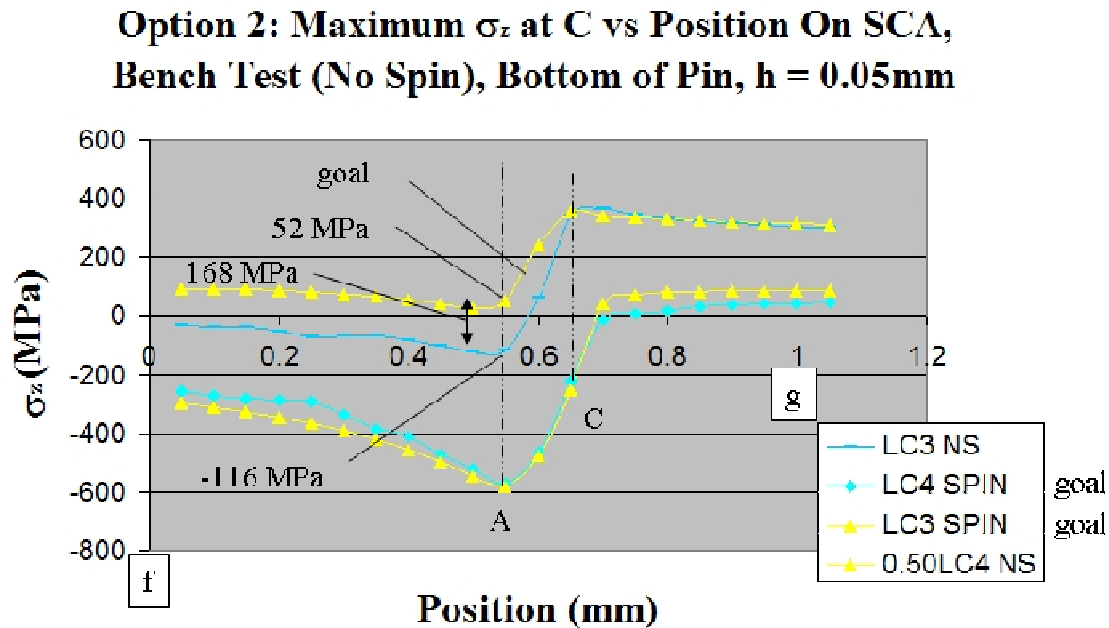 Option 2: Maximum σz at C vs Position On SCA,
Bench Test (No Spin), Bottom of Pin, h = 0.05mm
600
400
200
0
-200
-400
-600
-800
σz (MPa)
goal
52 MPa
168 MPa
-116 MPa
0
0.2
0.4
0.6
0.8
1
1.2
A
C
g
f
LC3 NS
LC4 SPIN goal
LC3 SPIN goal
0.50LC4 NS
Position (mm)